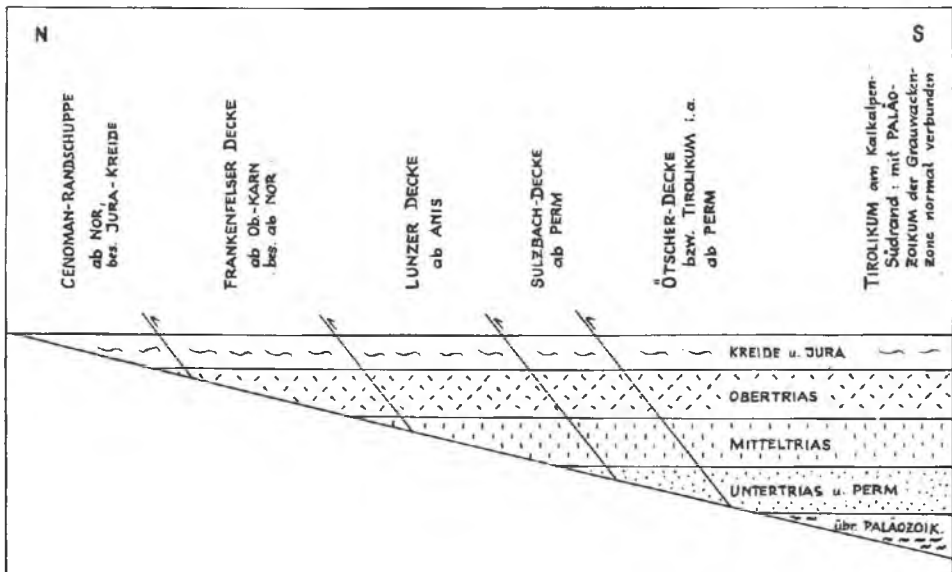 N
S
CENOMAN-RANDSCHUPPE
ab NOR,
bes. JURA-KREIDE
FRANKENFELSER DECKE
ab Ob.-KARN
bes. ab NOR
LUNZER DECKE
ab ANIS
SULZBACH-DECKE
ab PERM
ÖTSCHER-DECKE
bzw. TIROLIKUM i.a.
ab PERM
TIROLIKUM am Kalkalpen-
Südrand: mit PALÄO-
ZOIKUM der Grauwacken-
zone normal verbunden
KREIDE u. JURA
OBERTRIAS
MITTELTRIAS
UNTERTRIAS u. PERM
übr. PALÄOZOIK.